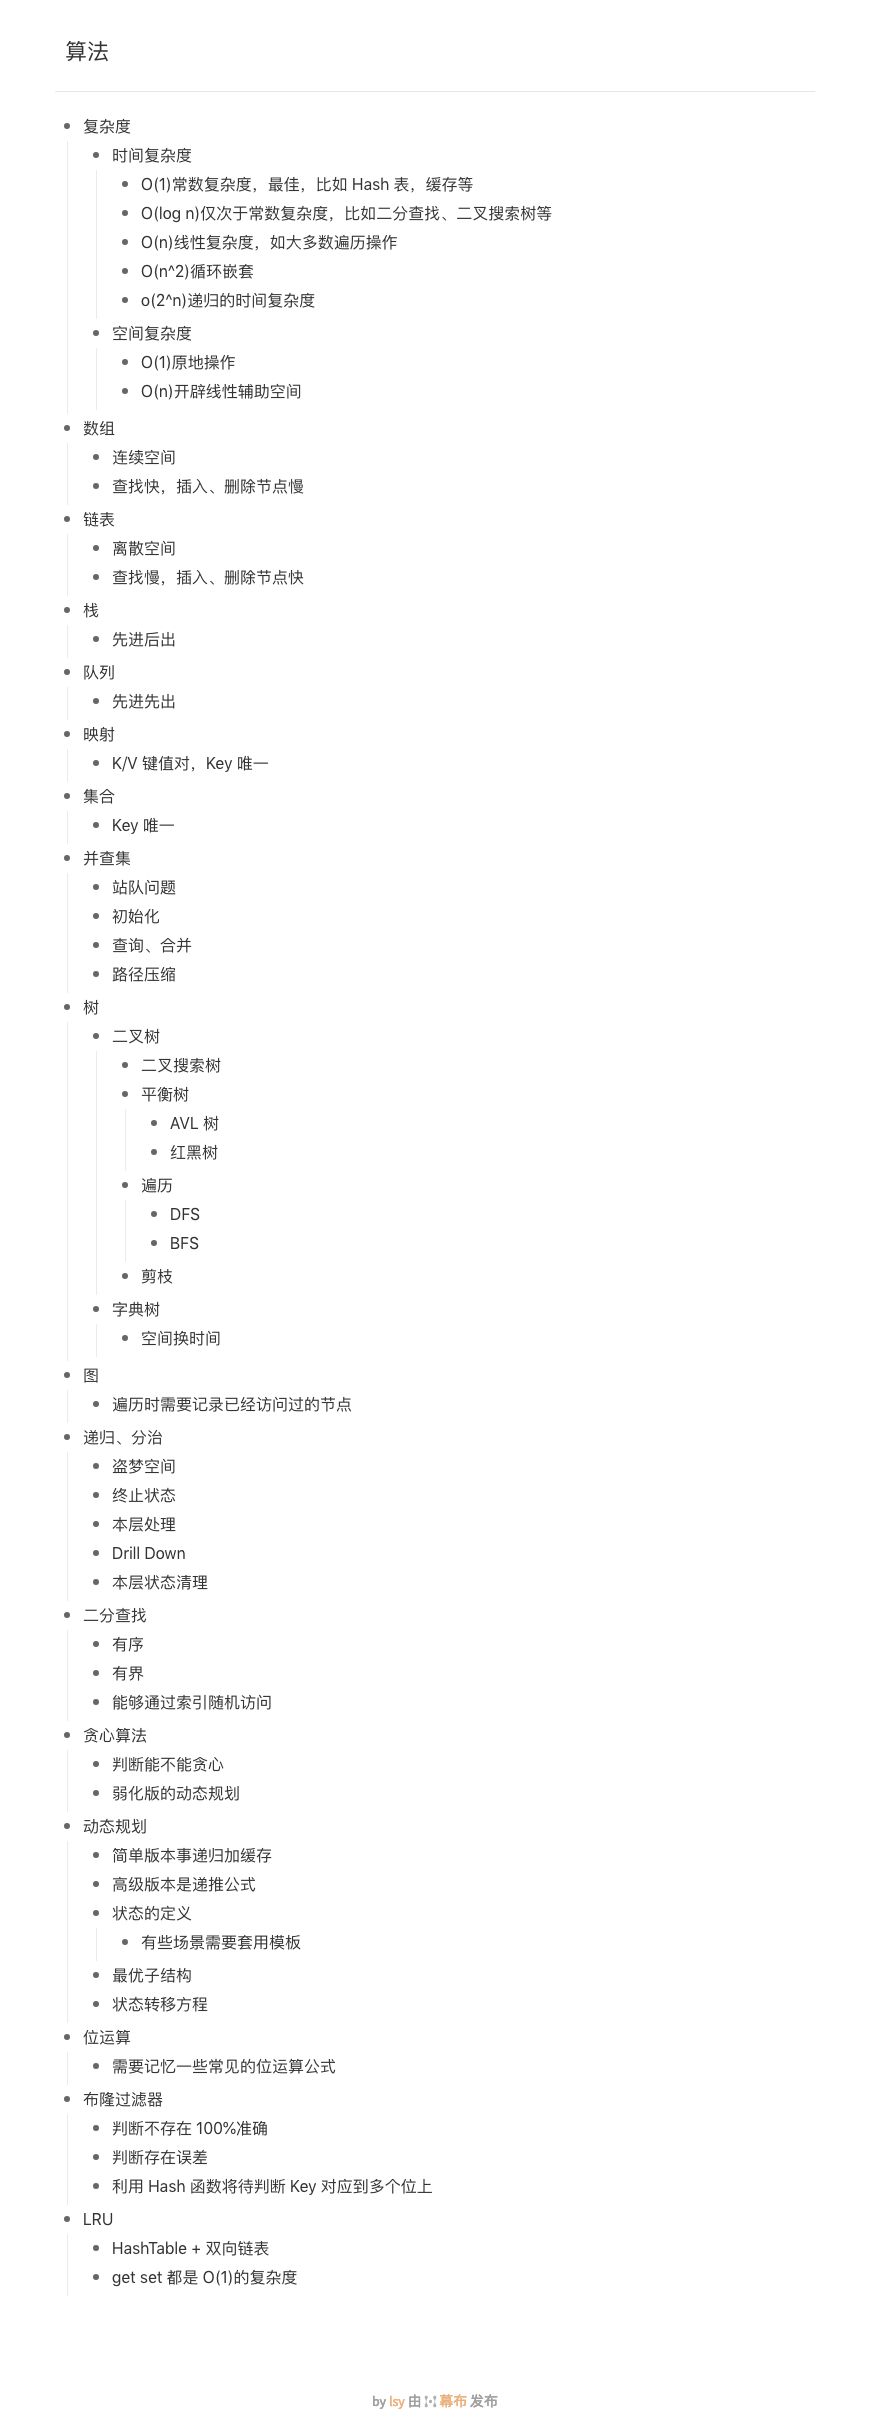 算法
复杂度
时间复杂度
O(1)常数复杂度，最佳，比如 Hash 表，缓存等
O(log n)仅次于常数复杂度，比如二分查找、二叉搜索树等
O(n)线性复杂度，如大多数遍历操作
O(n^2)循环嵌套
o(2^n)递归的时间复杂度
空间复杂度
O(1)原地操作
O(n)开辟线性辅助空间
数组
连续空间
查找快，插入、删除节点慢
链表
离散空间
查找慢，插入、删除节点快
栈
先进后出
队列
先进先出
映射
K/V 键值对，Key 唯一
集合
Key 唯一
并查集
站队问题
初始化
查询、合并
路径压缩
树
二叉树
二叉搜索树
平衡树
AVL 树
红黑树
遍历
DFS
BFS
剪枝
字典树
空间换时间
图
遍历时需要记录已经访问过的节点
递归、分治
盗梦空间
终止状态
本层处理
Drill Down
本层状态清理
二分查找
有序
有界
能够通过索引随机访问
贪心算法
判断能不能贪心
弱化版的动态规划
动态规划
简单版本事递归加缓存
高级版本是递推公式
状态的定义
有些场景需要套用模板
最优子结构
状态转移方程
位运算
需要记忆一些常见的位运算公式
布隆过滤器
判断不存在 100%准确
判断存在误差
利用 Hash 函数将待判断 Key 对应到多个位上
LRU
HashTable + 双向链表
get set 都是 O(1)的复杂度
by lsy 由 幕布 发布